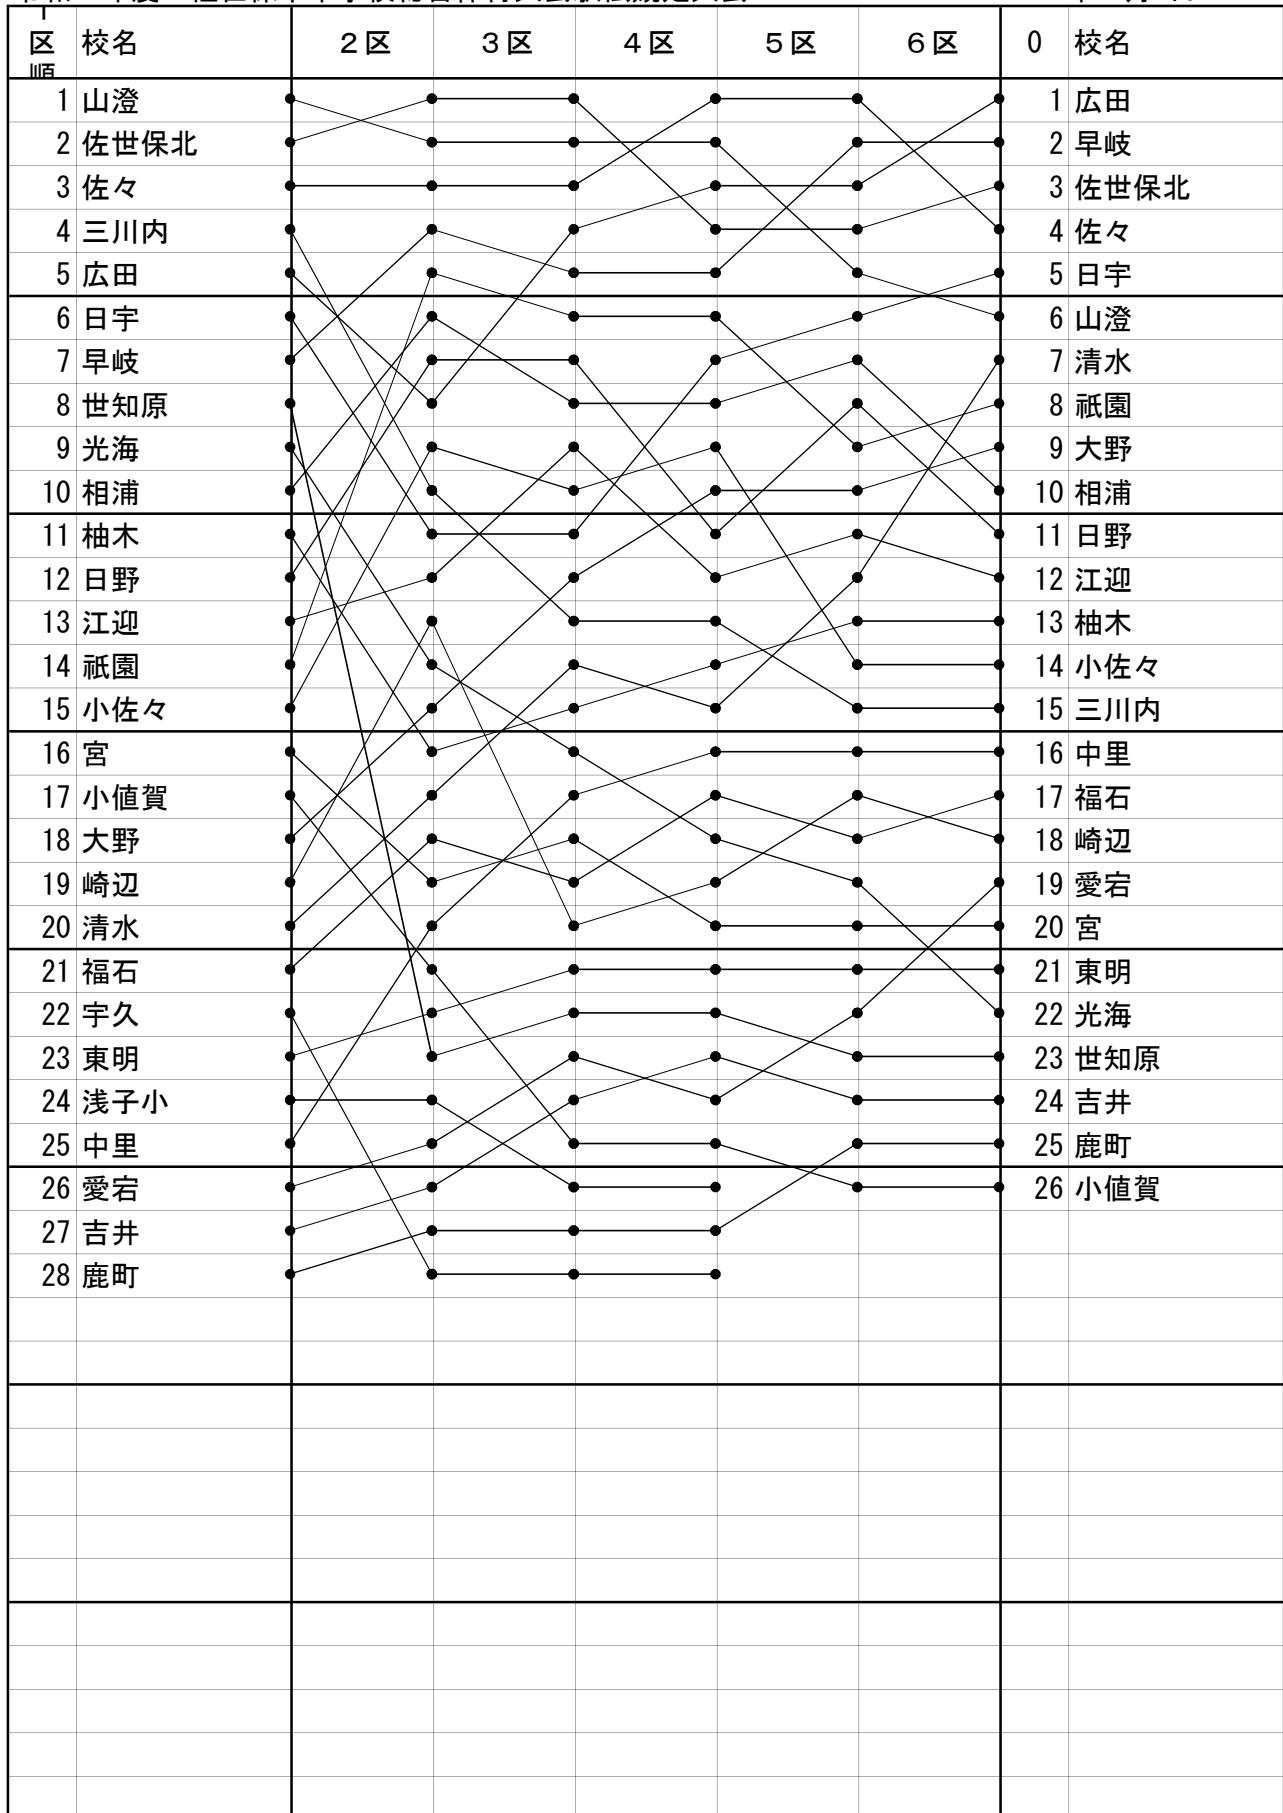 区 校名 2区 3区 4区 5区 6区 0 校名
1 山澄 1 広田
2 佐世保北 2 早岐
3 佐々 3 佐世保北
4 三川内 4 佐々
5 広田 5 日宇
6 日宇 6 山澄
7 早岐 7 清水
8 世知原 8 祇園
9 光海 9 大野
10 相浦 10 相浦
11 柚木 11 日野
12 日野 12 江迎
13 江迎 13 柚木
14 祇園 14 小佐々
15 小佐々 15 三川内
16 宮 16 中里
17 小値賀 17 福石
18 大野 18 崎辺
19 崎辺 19 愛宕
20 清水 20 宮
21 福石 21 東明
22 宇久 22 光海
23 東明 23 世知原
24 浅子小 24 吉井
25 中里 25 鹿町
26 愛宕 26 小値賀
27 吉井
28 鹿町